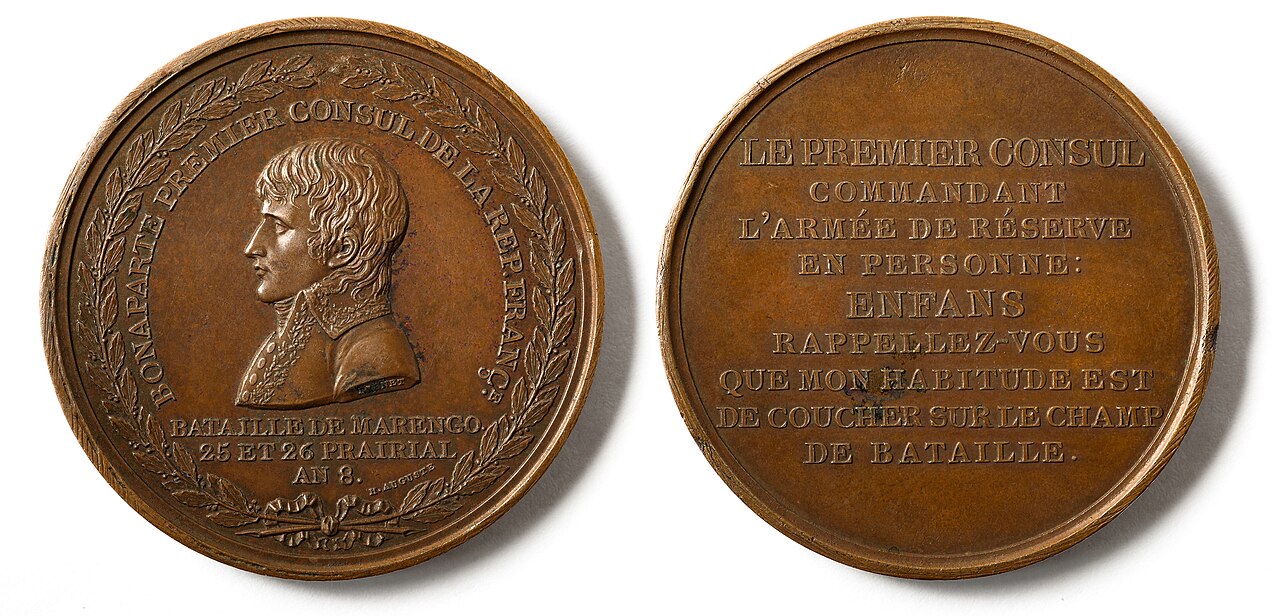 BONAPARTE PREMIER CONSUL DE LA REP. FRANÇE
BATAILLE DE MARENGO.
25 ET 26 PRAIRIAL
AN 8.
H. AUGUSTE
LE PREMIER CONSUL
COMMANDANT
L'ARMÉE DE RÉSERVE
EN PERSONNE:
ENFANS
RAPPELLEZ-VOUS
QUE MON HABITUDE EST
DE COUCHER SUR LE CHAMP
DE BATAILLE.